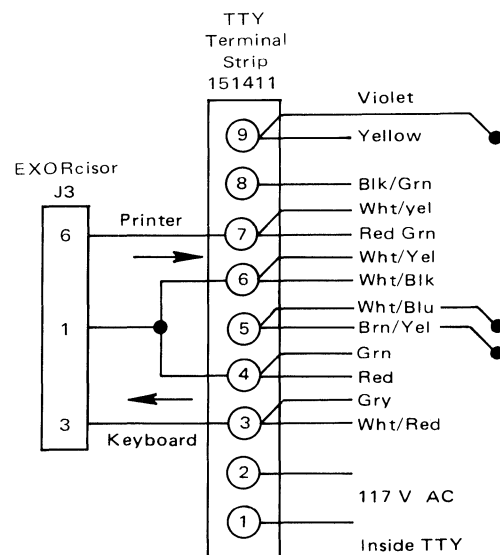 TTY
Terminal
Strip
151411
Violet
9
Yellow
EXORcisor
J3
8
Blk/Grn
Printer
Wht/yel
6
7
Red Grn
Wht/Yel
6
Wht/Blk
Wht/Blu
1
5
Brn/Yel
Grn
4
Red
Gry
3
3
Wht/Red
Keyboard
2
117 V AC
1
Inside TTY